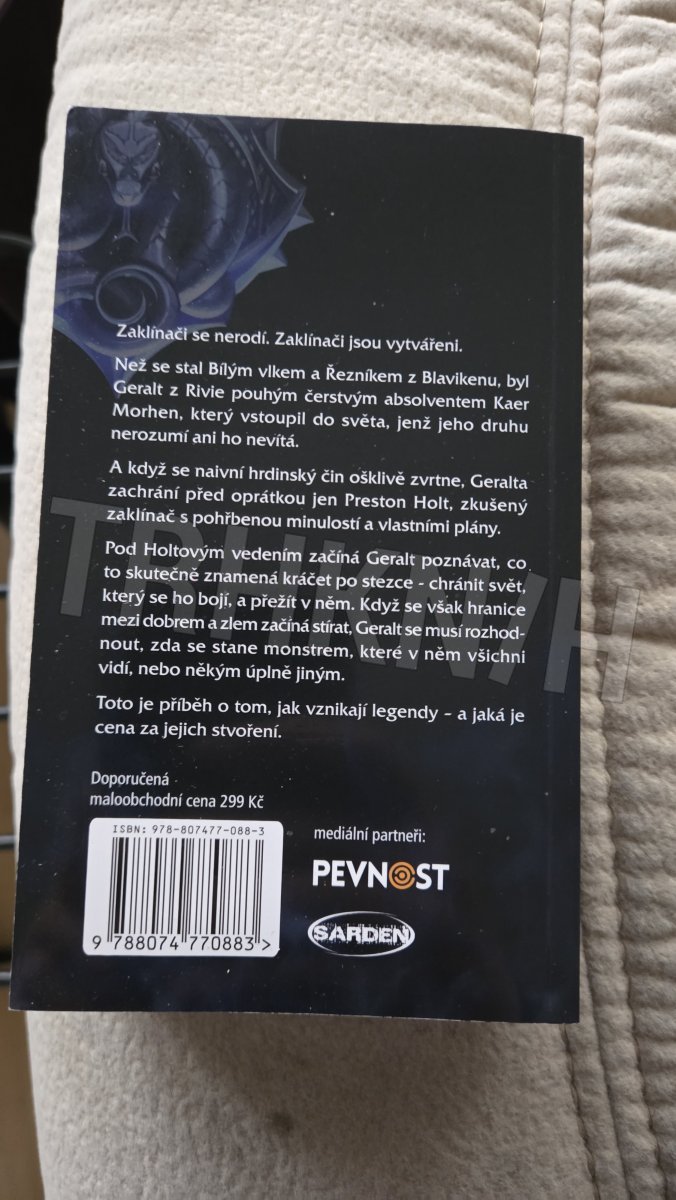 Zaklínači se nerodí. Zaklínači jsou vytvářeni.
Než se stal Bílým vlkem a Řezníkem z Blavikenu, byl
Geralt z Rivie pouhým čerstvým absolventem Kaer
Morhen, který vstoupil do světa, jenž jeho druhu
nerozumí ani ho nevítá.
A když se naivní hrdinský čin ošklivě zvrtne, Geralta
zachrání před oprátkou jen Preston Holt, zkušený
zaklínač s pohřbenou minulostí a vlastními plány.
Pod Holtovým vedením začíná Geralt poznávat, co
to skutečně znamená kráčet po stezce - chránit svět,
který se ho bojí, a přežít v něm. Když se však hranice
mezi dobrem a zlem začíná stírat, Geralt se musí rozhod-
nout, zda se stane monstrem, které v něm všichni
vidí, nebo někým úplně jiným.
Toto je příběh o tom, jak vznikají legendy - a jaká je
cena za jejich stvoření.
Doporučená
maloobchodní cena 299 Kč
ISBN: 978-807477-088-3
9 788074 770883 >
mediální partneři:
PEVNOST
SARDEN